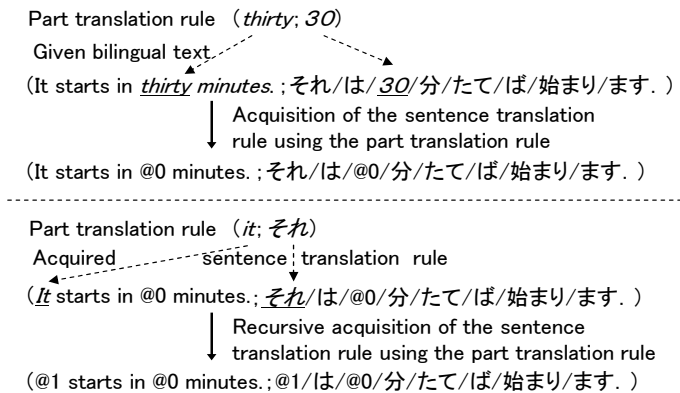 Part translation rule （thirty; 30）
Given bilingual text
（It starts in thirty minutes. ;それ/は/30/分/たて/ば/始まり/ます. ）
Acquisition of the sentence translation
rule using the part translation rule
（It starts in @0 minutes. ;それ/は/@0/分/たて/ば/始まり/ます. ）
Part translation rule （it; それ）
Acquired sentence translation rule
（It starts in @0 minutes.; それ/は/@0/分/たて/ば/始まり/ます. ）
Recursive acquisition of the sentence
translation rule using the part translation rule
（@1 starts in @0 minutes.;@1/は/@0/分/たて/ば/始まり/ます. ）